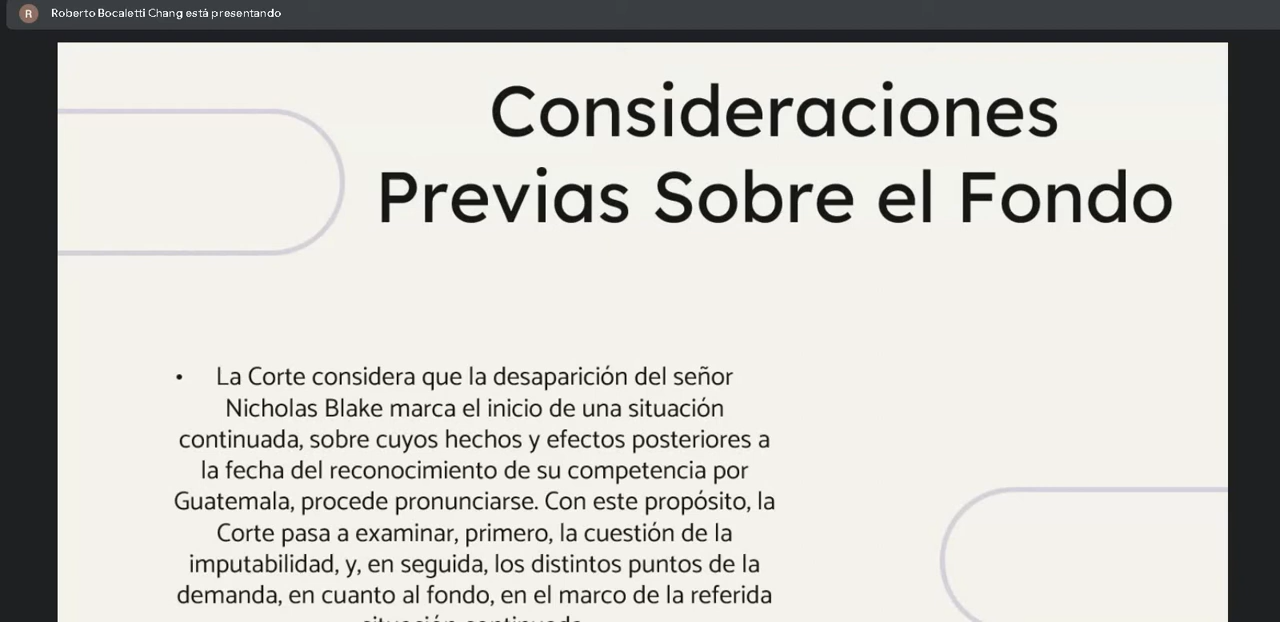 R Roberto Bocaletti Chang está presentando
Consideraciones
Previas Sobre el Fondo
• La Corte considera que la desaparición del señor
Nicholas Blake marca el inicio de una situación
continuada, sobre cuyos hechos y efectos posteriores a
la fecha del reconocimiento de su competencia por
Guatemala, procede pronunciarse. Con este propósito, la
Corte pasa a examinar, primero, la cuestión de la
imputabilidad, y, en seguida, los distintos puntos de la
demanda, en cuanto al fondo, en el marco de la referida